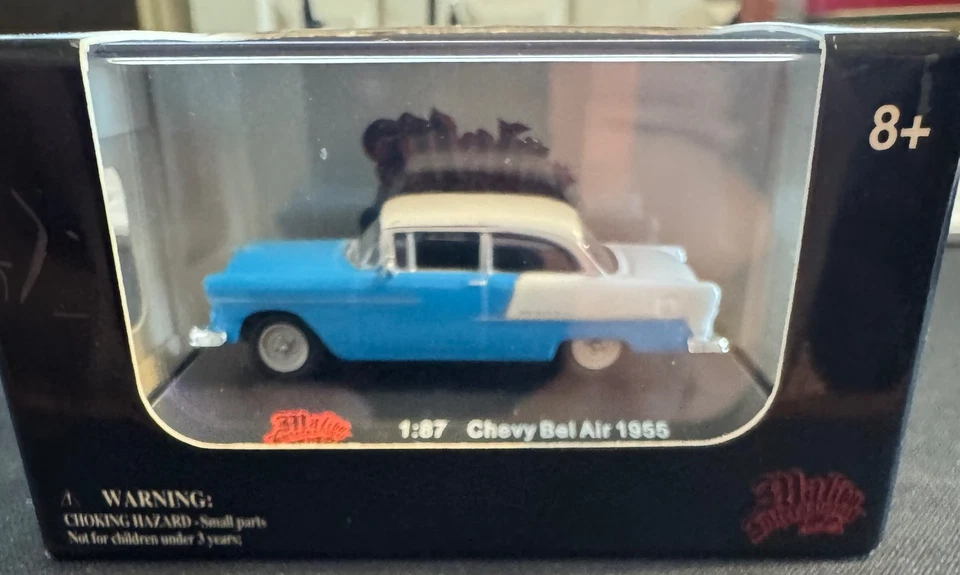 8+
1:87 Chevy Bel Air 1955
WARNING:
CHOKING HAZARD - Small parts
Not for children under 3 years;